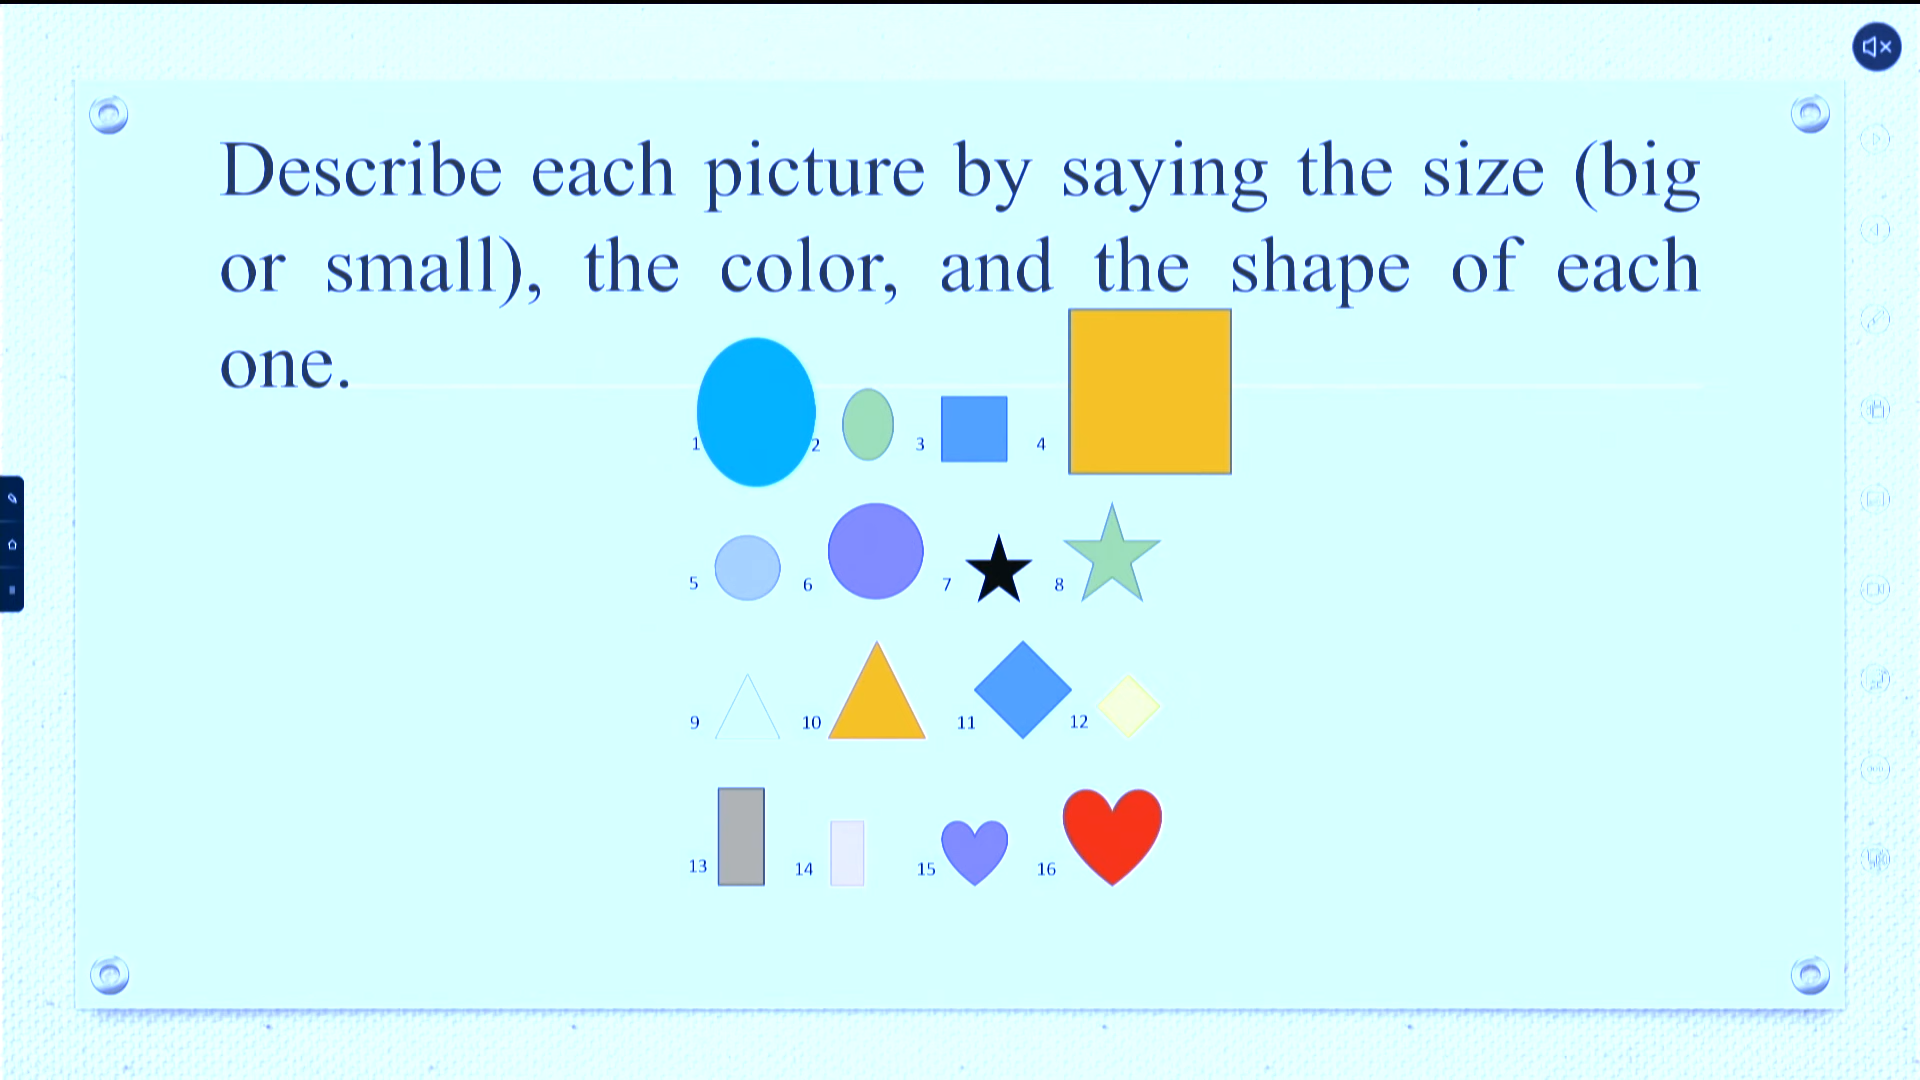 Describe each picture by saying the size (big
or small), the color, and the shape of each
one.
1 2 3 4
5 6 7 8
9 10 11 12
13 14 15 16